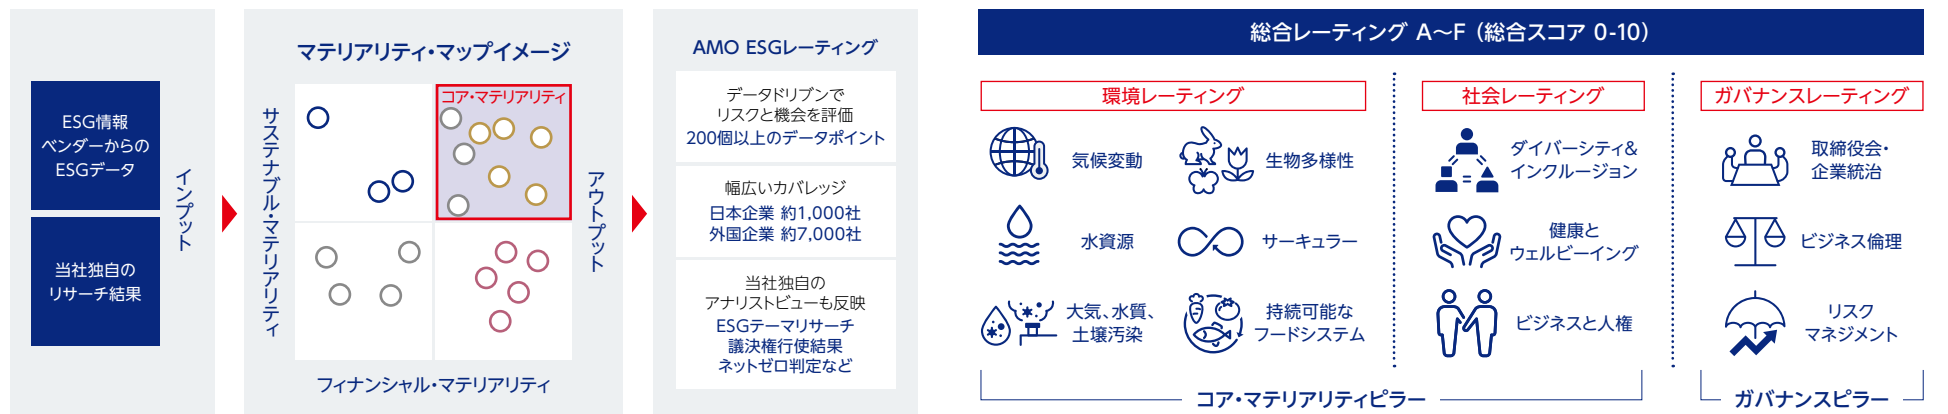 ESG情報
ベンダーからの
ESGデータ
当社独自の
リサーチ結果
インプット
マテリアリティ・マップイメージ
サステナブル・マテリアリティ
コア・マテリアリティ
フィナンシャル・マテリアリティ
アウトプット
AMO ESGレーティング
データドリブンで
リスクと機会を評価
200個以上のデータポイント
幅広いカバレッジ
日本企業 約1,000社
外国企業 約7,000社
当社独自の
アナリストビューも反映
ESGテーマリサーチ
議決権行使結果
ネットゼロ判定など
総合レーティング A～F（総合スコア 0-10）
環境レーティング
気候変動
生物多様性
水資源
サーキュラー
大気、水質、
土壌汚染
持続可能な
フードシステム
社会レーティング
ダイバーシティ&
インクルージョン
健康と
ウェルビーイング
ビジネスと人権
コア・マテリアリティピラー
ガバナンスレーティング
取締役会・
企業統治
ビジネス倫理
リスク
マネジメント
ガバナンスピラー